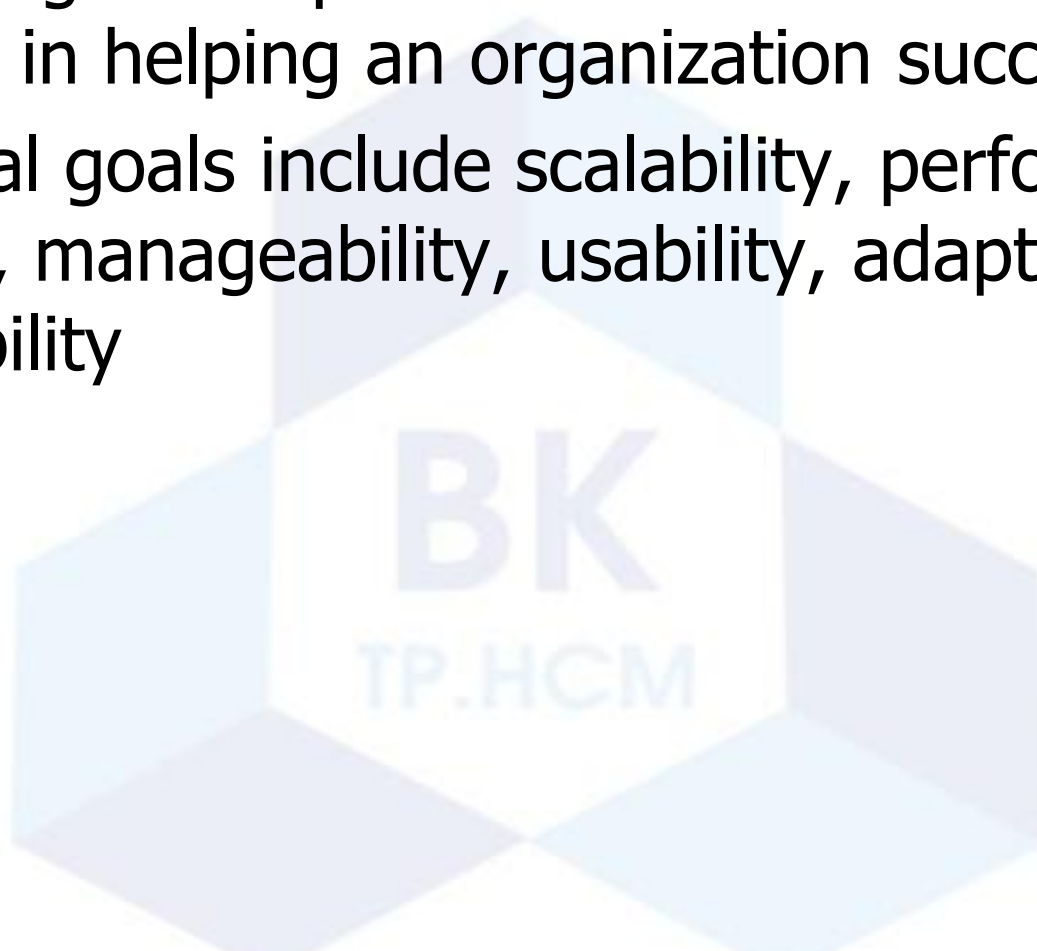 in helping an organization succ
al goals include scalability, perfo
, manageability, usability, adapt
bility
BK
TP.HCM